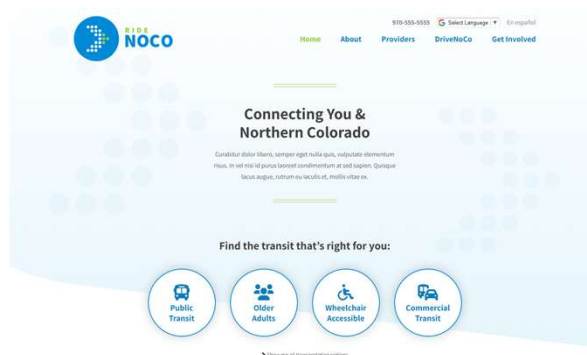 970-555-5555 Select Language ▼ En español
RIDE
NOCO
Home About Providers DriveNoCo Get Involved
Connecting You &
Northern Colorado
Curabitur dolor libero, semper eget nulla quis, vulputate elementum
risus. In vel nisi id purus laoreet condimentum at sed sapien. Quisque
lacus augue, rutrum eu iaculis et, mollis vitae ex.
Find the transit that's right for you:
Public
Transit
Older
Adults
Wheelchair
Accessible
Commercial
Transit